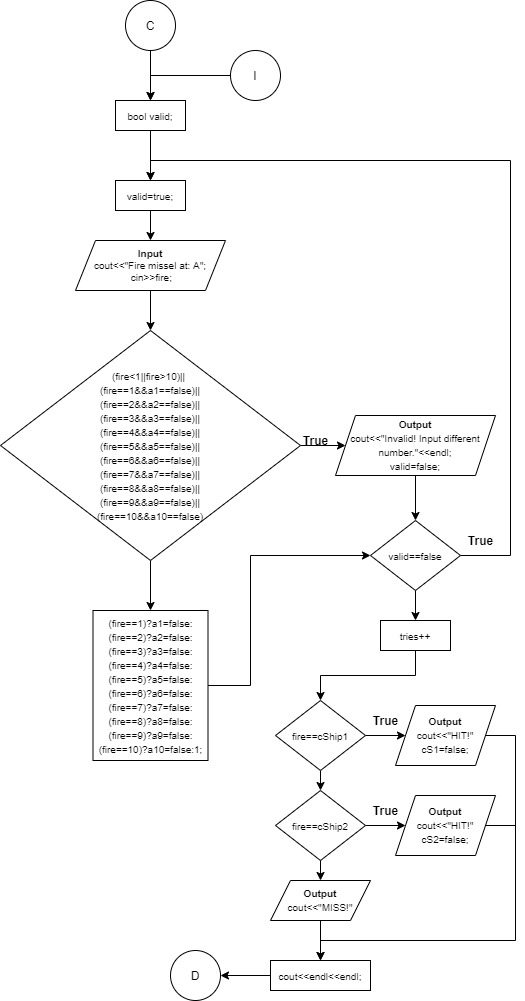 C
I
bool valid;
valid=true;
Input
cout<<"Fire missel at: A";
cin>>fire;
(fire<1||fire>10)||
(fire==1&&a1==false)||
(fire==2&&a2==false)||
(fire==3&&a3==false)||
(fire==4&&a4==false)||
(fire==5&&a5==false)||
(fire==6&&a6==false)||
(fire==7&&a7==false)||
(fire==8&&a8==false)||
(fire==9&&a9==false)||
(fire==10&&a10==false)
True
Output
cout<<"Invalid! Input different
number."<<endl;
valid=false;
valid==false
True
(fire==1)?a1=false:
(fire==2)?a2=false:
(fire==3)?a3=false:
(fire==4)?a4=false:
(fire==5)?a5=false:
(fire==6)?a6=false:
(fire==7)?a7=false:
(fire==8)?a8=false:
(fire==9)?a9=false:
(fire==10)?a10=false:1;
tries++
fire==cShip1
True
Output
cout<<"HIT!"
cS1=false;
fire==cShip2
True
Output
cout<<"HIT!"
cS2=false;
Output
cout<<"MISS!"
cout<<endl<<endl;
D